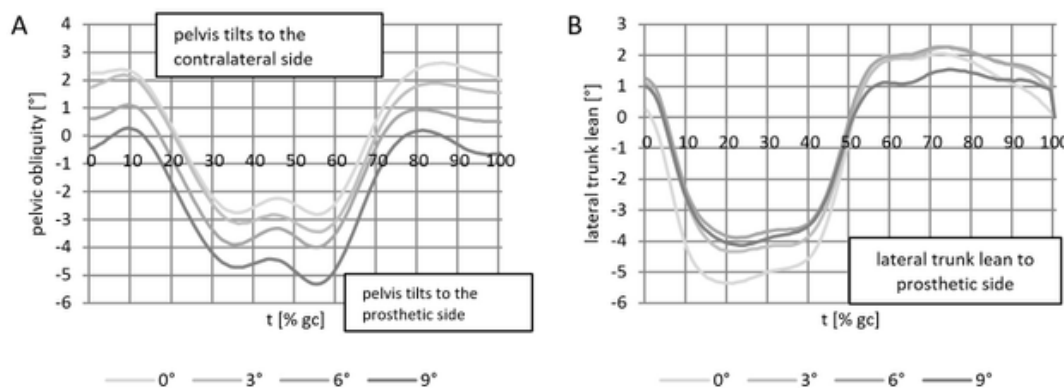 A
pelvic obliquity [°]
4
3
2
1
0
-1
-2
-3
-4
-5
-6
0 10 20 30 40 50 60 70 80 90 100
pelvis tilts to the
contralateral side
pelvis tilts to the
prosthetic side
t [% gc]
0° 3° 6° 9°
B
lateral trunk lean [°]
3
2
1
0
-1
-2
-3
-4
-5
-6
0 10 20 30 40 50 60 70 80 90 100
lateral trunk lean to
prosthetic side
t [% gc]
0° 3° 6° 9°